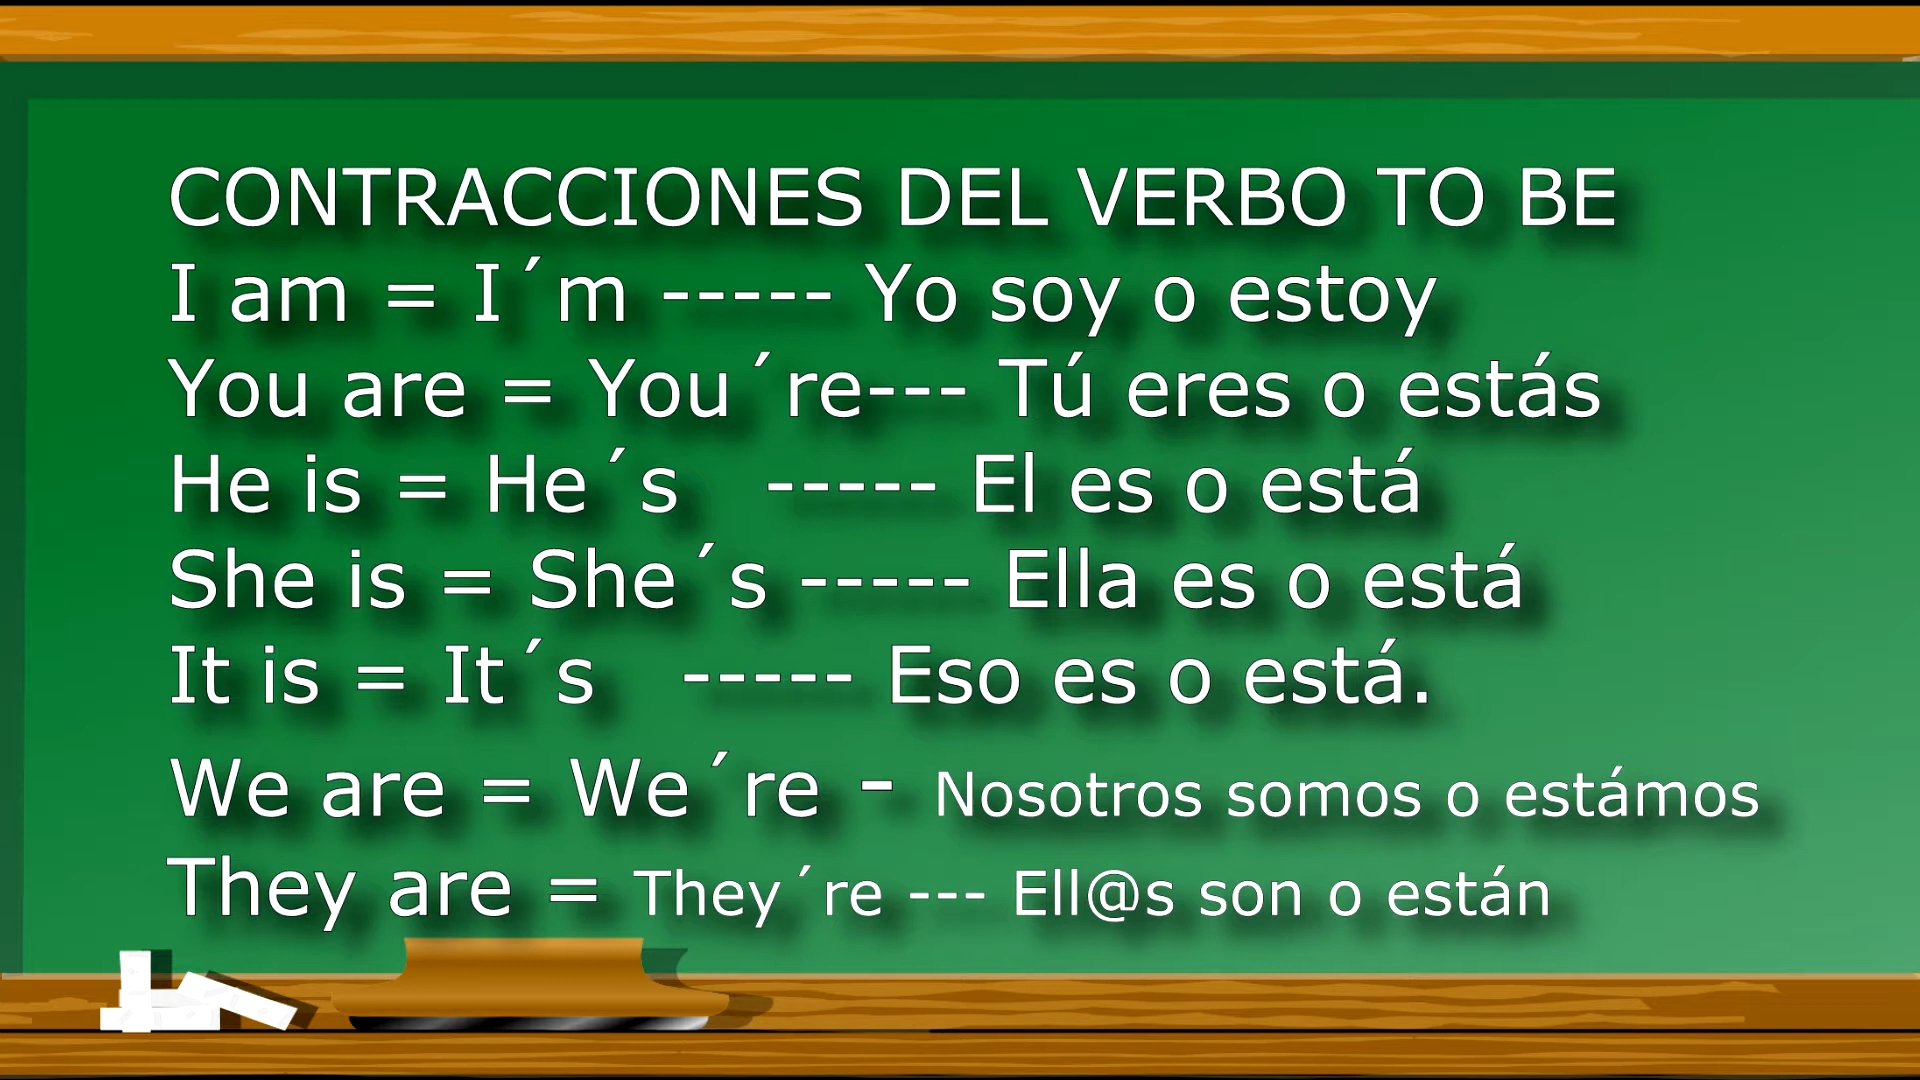 CONTRACCIONES DEL VERBO TO BE
I am = I´m ----- Yo soy o estoy
You are = You´re--- Tú eres o estás
He is = He´s ----- El es o está
She is = She´s ----- Ella es o está
It is = It´s ----- Eso es o está.
We are = We´re - Nosotros somos o estámos
They are = They´re --- Ell@s son o están